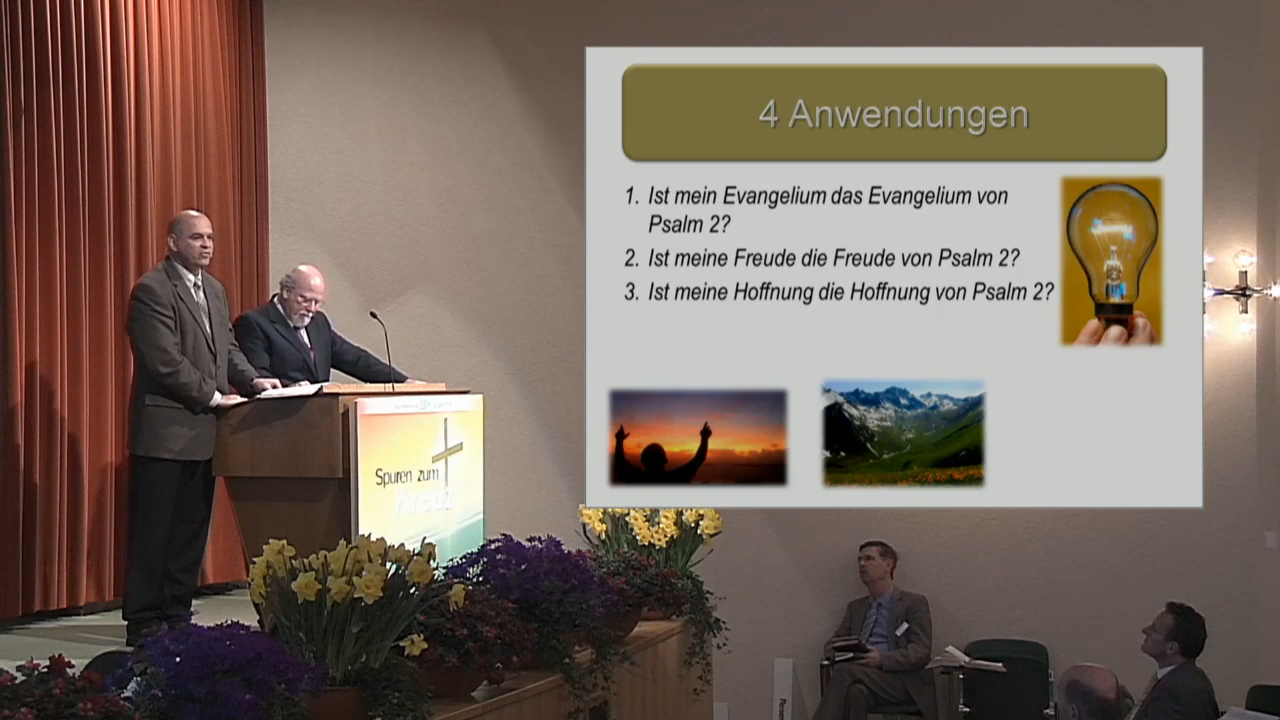 4 Anwendungen
1. Ist mein Evangelium das Evangelium von
Psalm 2?
2. Ist meine Freude die Freude von Psalm 2?
3. Ist meine Hoffnung die Hoffnung von Psalm 2?
Spuren zum
Kreuz